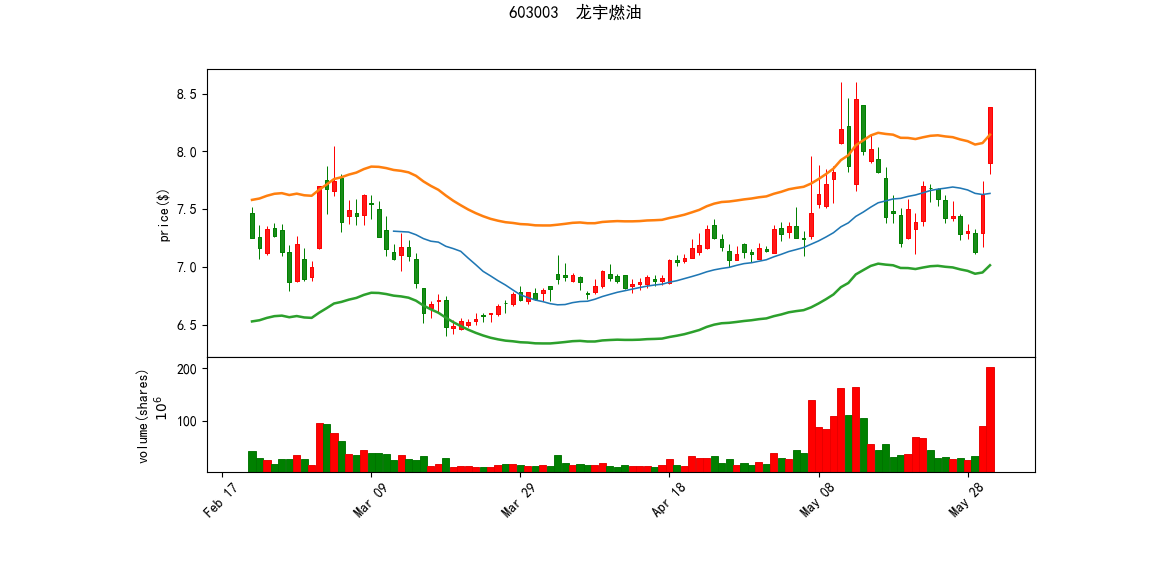 603003 龙宇燃油
price($)
8.5
8.0
7.5
7.0
6.5
volume(shares)
10^6
200
100
Feb 17
Mar 09
Mar 29
Apr 18
May 08
May 28